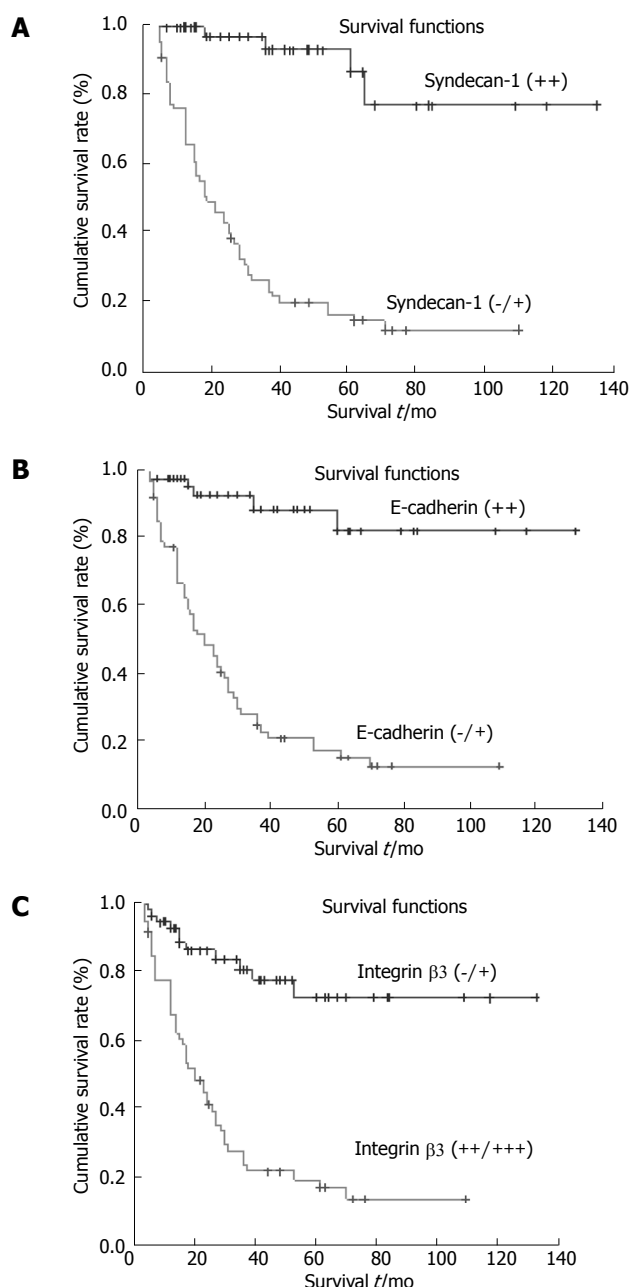 A
Survival functions
1.0
Syndecan-1 (++)
0.8
0.6
0.4
0.2
0.0
Cumulative survival rate (%)
Syndecan-1 (-/+)
0 20 40 60 80 100 120 140
Survival t/mo
B
Survival functions
1.0
E-cadherin (++)
0.8
0.6
0.4
0.2
0.0
Cumulative survival rate (%)
E-cadherin (-/+)
0 20 40 60 80 100 120 140
Survival t/mo
C
Survival functions
1.0
Integrin β3 (-/+)
0.8
0.6
0.4
0.2
0.0
Cumulative survival rate (%)
Integrin β3 (++/+++)
0 20 40 60 80 100 120 140
Survival t/mo